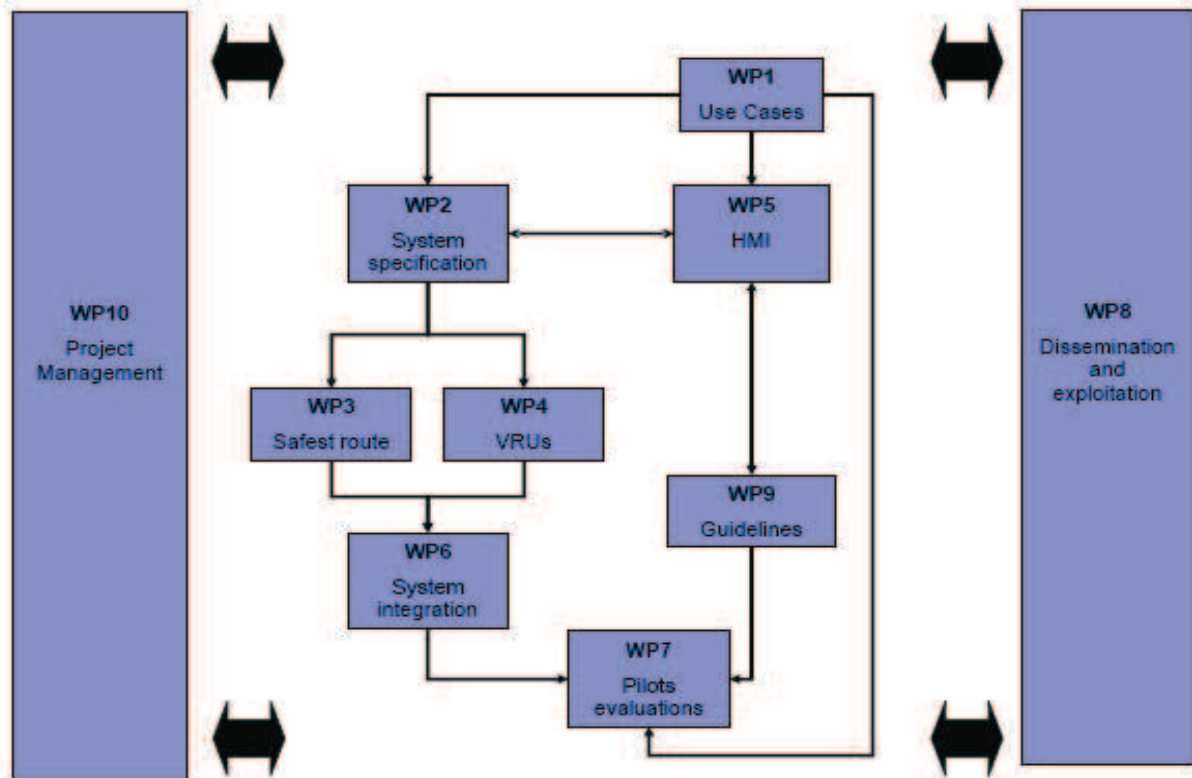 WP1
Use Cases
WP2
System
specification
WP5
HMI
WP10
Project
Management
WP8
Dissemination
and
exploitation
WP3
Safest route
WP4
VRUs
WP9
Guidelines
WP6
System
integration
WP7
Pilots
evaluations